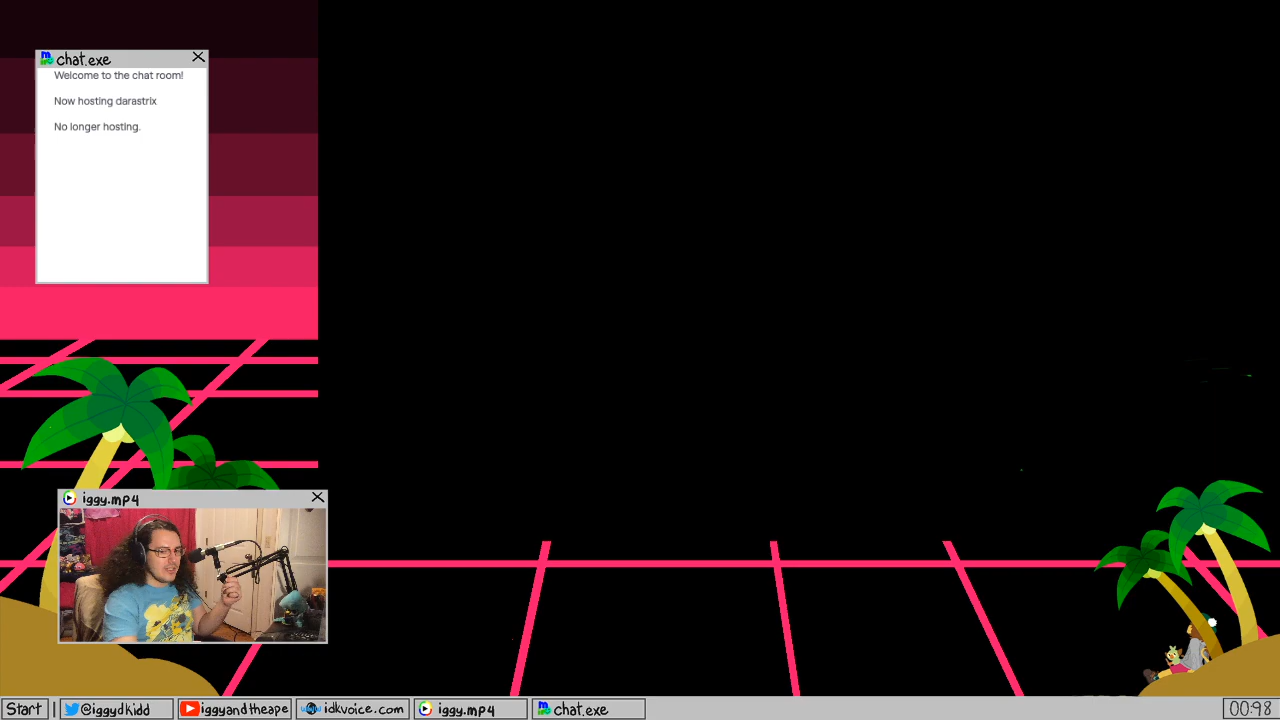 chat.exe
Welcome to the chat room!
Now hosting darastrix
No longer hosting.
iggy.mp4
Start | @iggydkidd iggyandtheape www idkvoice.com iggy.mp4 chat.exe 00:98